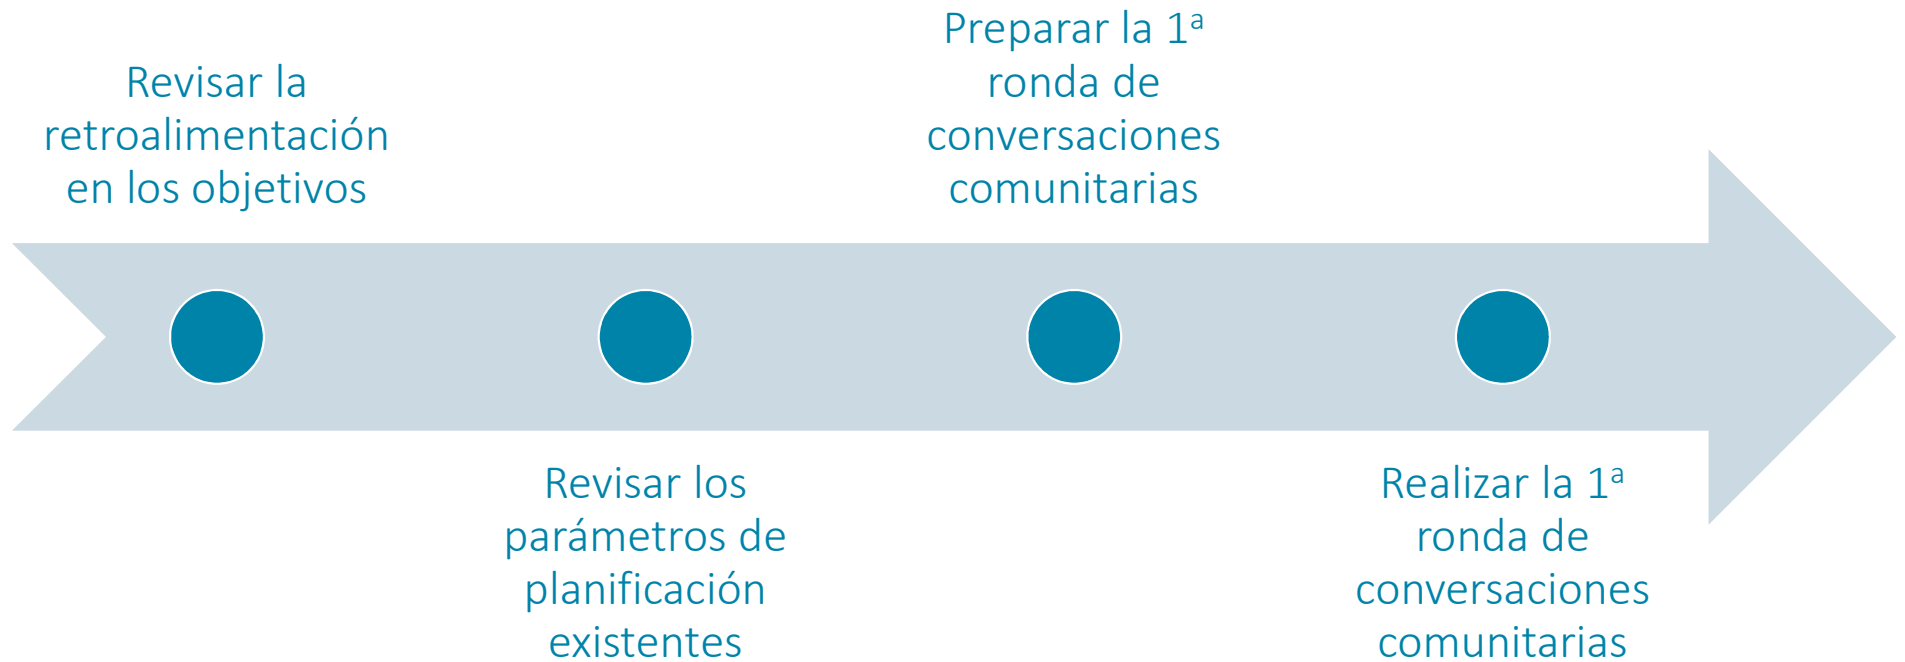 Revisar la
retroalimentación
en los objetivos
Revisar los
parámetros de
planificación
existentes
Preparar la 1ª
ronda de
conversaciones
comunitarias
Realizar la 1ª
ronda de
conversaciones
comunitarias